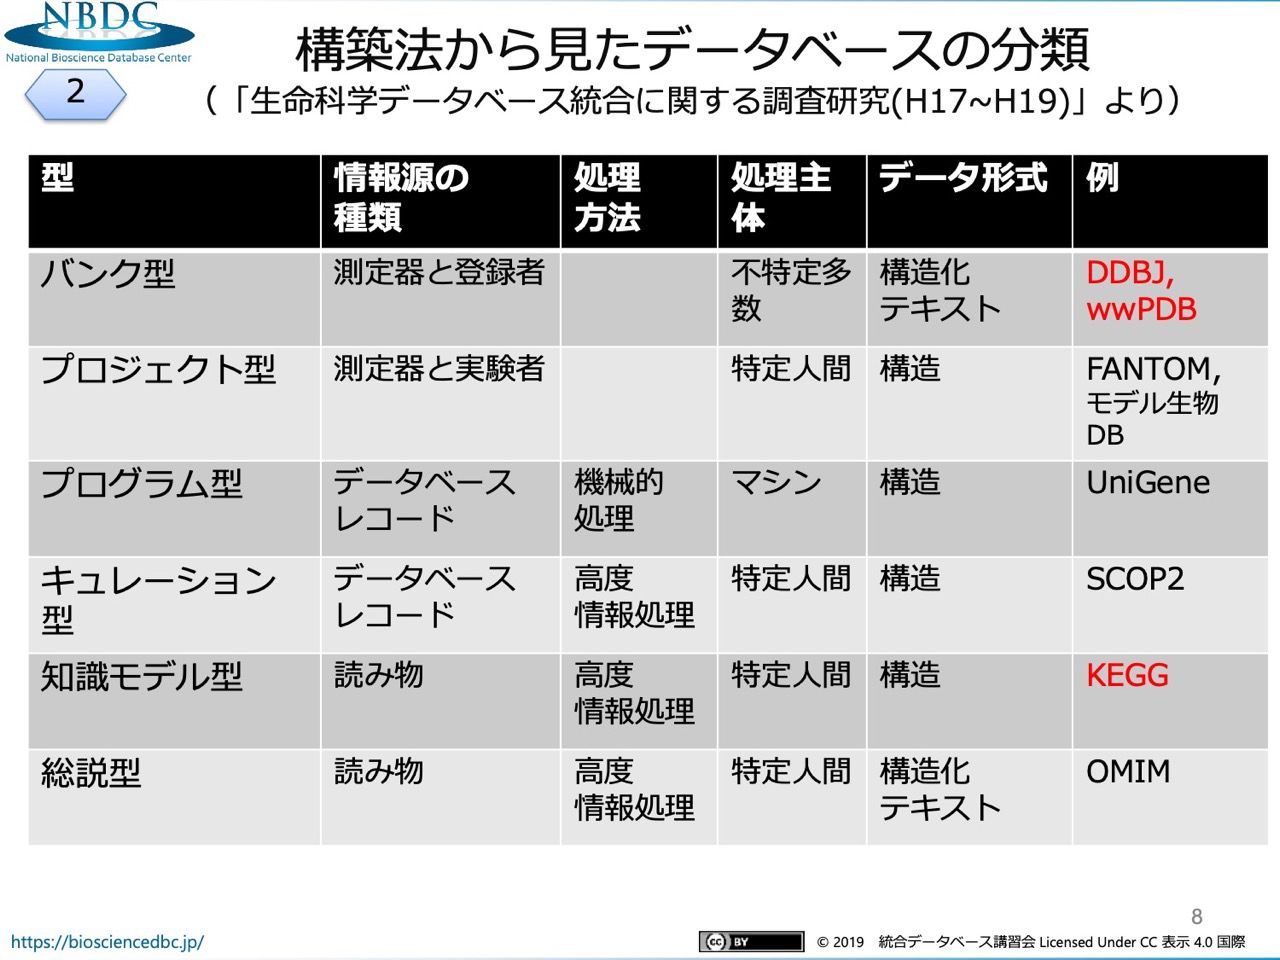 NBDC
National Bioscience Database Center
2
構築法から見たデータベースの分類
（「生命科学データベース統合に関する調査研究(H17~H19)」より）
型
情報源の
種類
処理
方法
処理主
体
データ形式
例
バンク型
測定器と登録者
不特定多
数
構造化
テキスト
DDBJ,
wwPDB
プロジェクト型
測定器と実験者
特定人間
構造
FANTOM,
モデル生物
DB
プログラム型
データベース
レコード
機械的
処理
マシン
構造
UniGene
キュレーション
型
データベース
レコード
高度
情報処理
特定人間
構造
SCOP2
知識モデル型
読み物
高度
情報処理
特定人間
構造
KEGG
総説型
読み物
高度
情報処理
特定人間
構造化
テキスト
OMIM
8
https://biosciencedbc.jp/
cc BY
© 2019 統合データベース講習会 Licensed Under CC 表示 4.0 国際